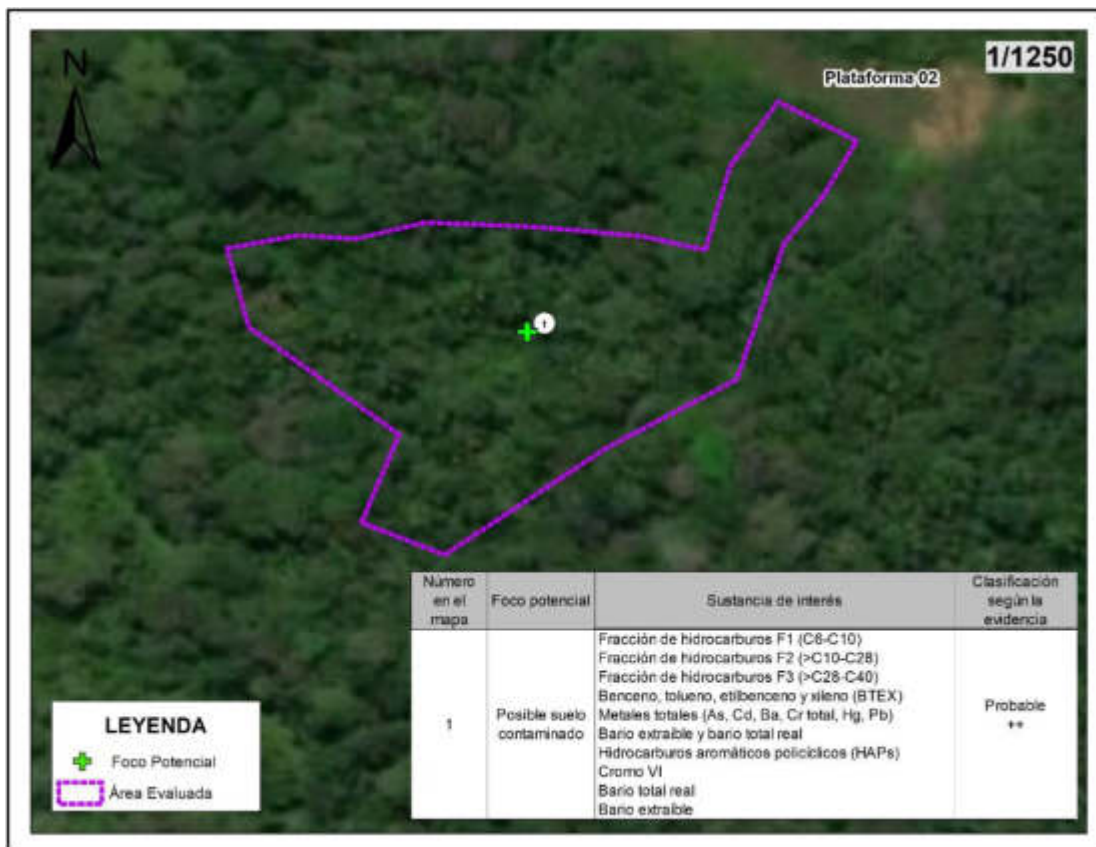 N
1/1250
Plataforma 02
1
Número en el mapa
Foco potencial
Sustancia de interés
Clasificación según la evidencia
1
Posible suelo contaminado
Fracción de hidrocarburos F1 (C6-C10)
Fracción de hidrocarburos F2 (>C10-C28)
Fracción de hidrocarburos F3 (>C28-C40)
Benceno, tolueno, etilbenceno y xileno (BTEX)
Metales totales (As, Cd, Ba, Cr total, Hg, Pb)
Bario extraíble y bario total real
Hidrocarburos aromáticos policíclicos (HAPs)
Cromo VI
Bario total real
Bario extraíble
Probable
++
LEYENDA
Foco Potencial
Área Evaluada